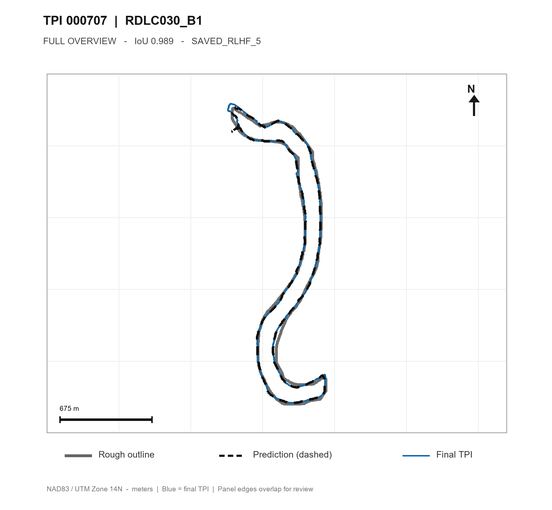 TPI 000707 | RDLC030_B1
FULL OVERVIEW - IoU 0.989 - SAVED_RLHF_5
N
675 m
Rough outline
Prediction (dashed)
Final TPI
NAD83 / UTM Zone 14N - meters | Blue = final TPI | Panel edges overlap for review